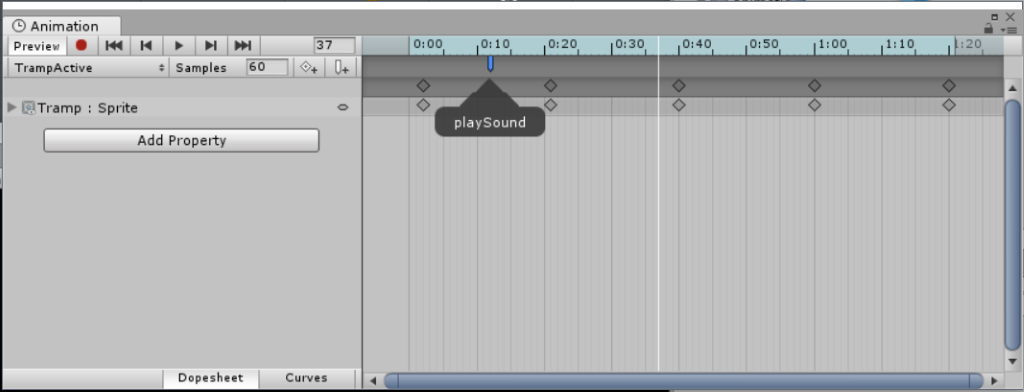 Animation
Preview 37 0:00 0:10 0:20 0:30 0:40 0:50 1:00 1:10 1:20
TrampActive Samples 60
Tramp : Sprite
playSound
Add Property
Dopesheet Curves